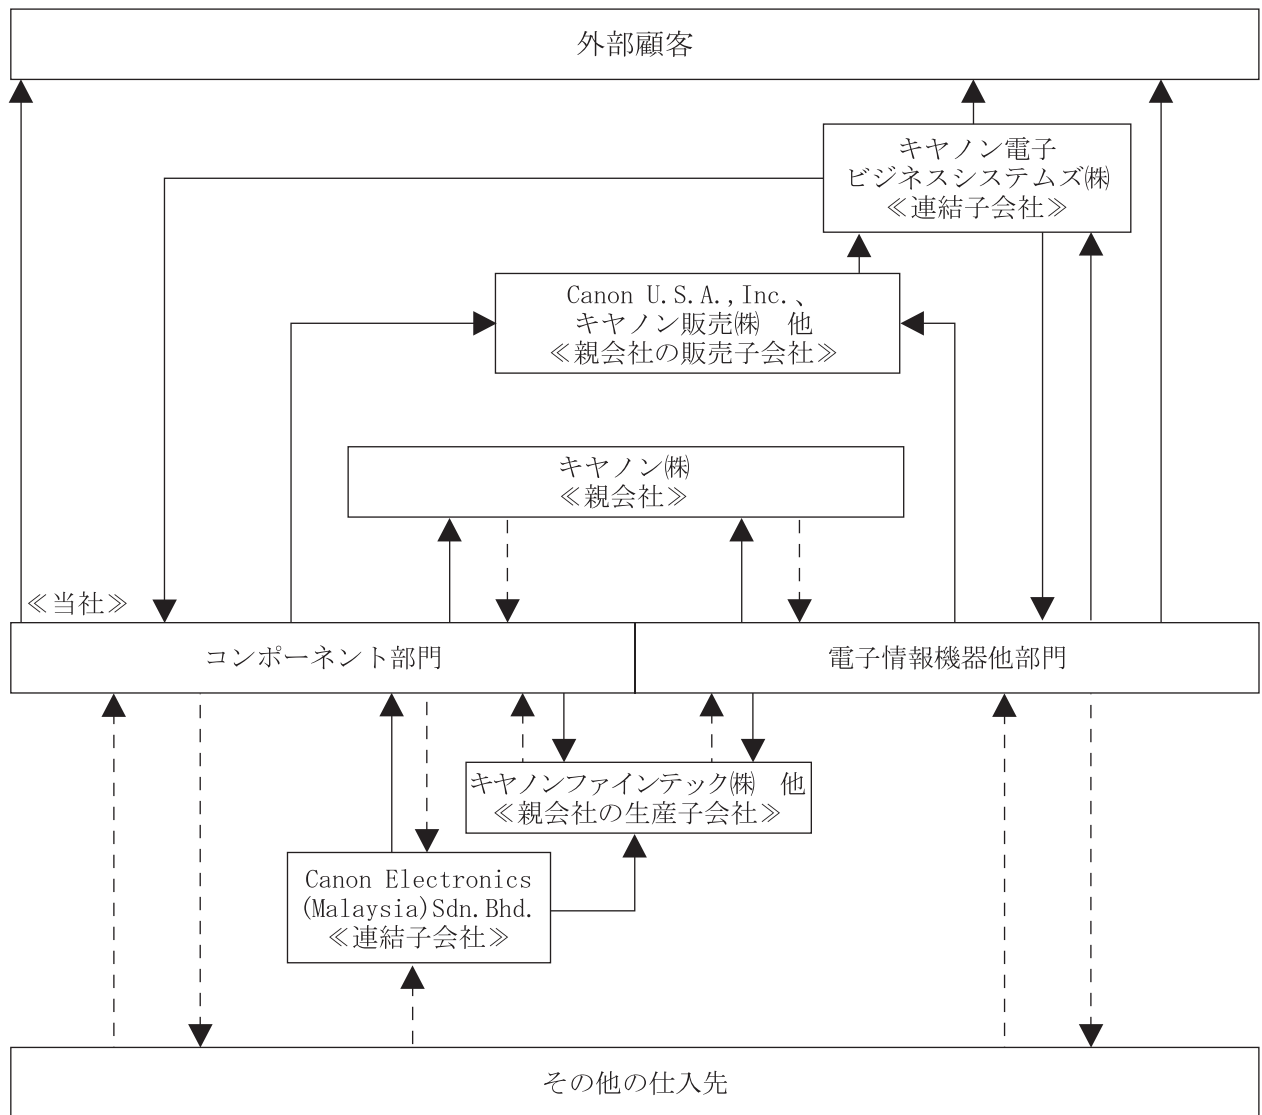 外部顧客
キヤノン電子
ビジネスシステムズ㈱
≪連結子会社≫
Canon U.S.A.,Inc.、
キヤノン販売㈱　他
≪親会社の販売子会社≫
キヤノン㈱
≪親会社≫
≪当社≫
コンポーネント部門
電子情報機器他部門
キヤノンファインテック㈱　他
≪親会社の生産子会社≫
Canon Electronics
(Malaysia)Sdn.Bhd.
≪連結子会社≫
その他の仕入先